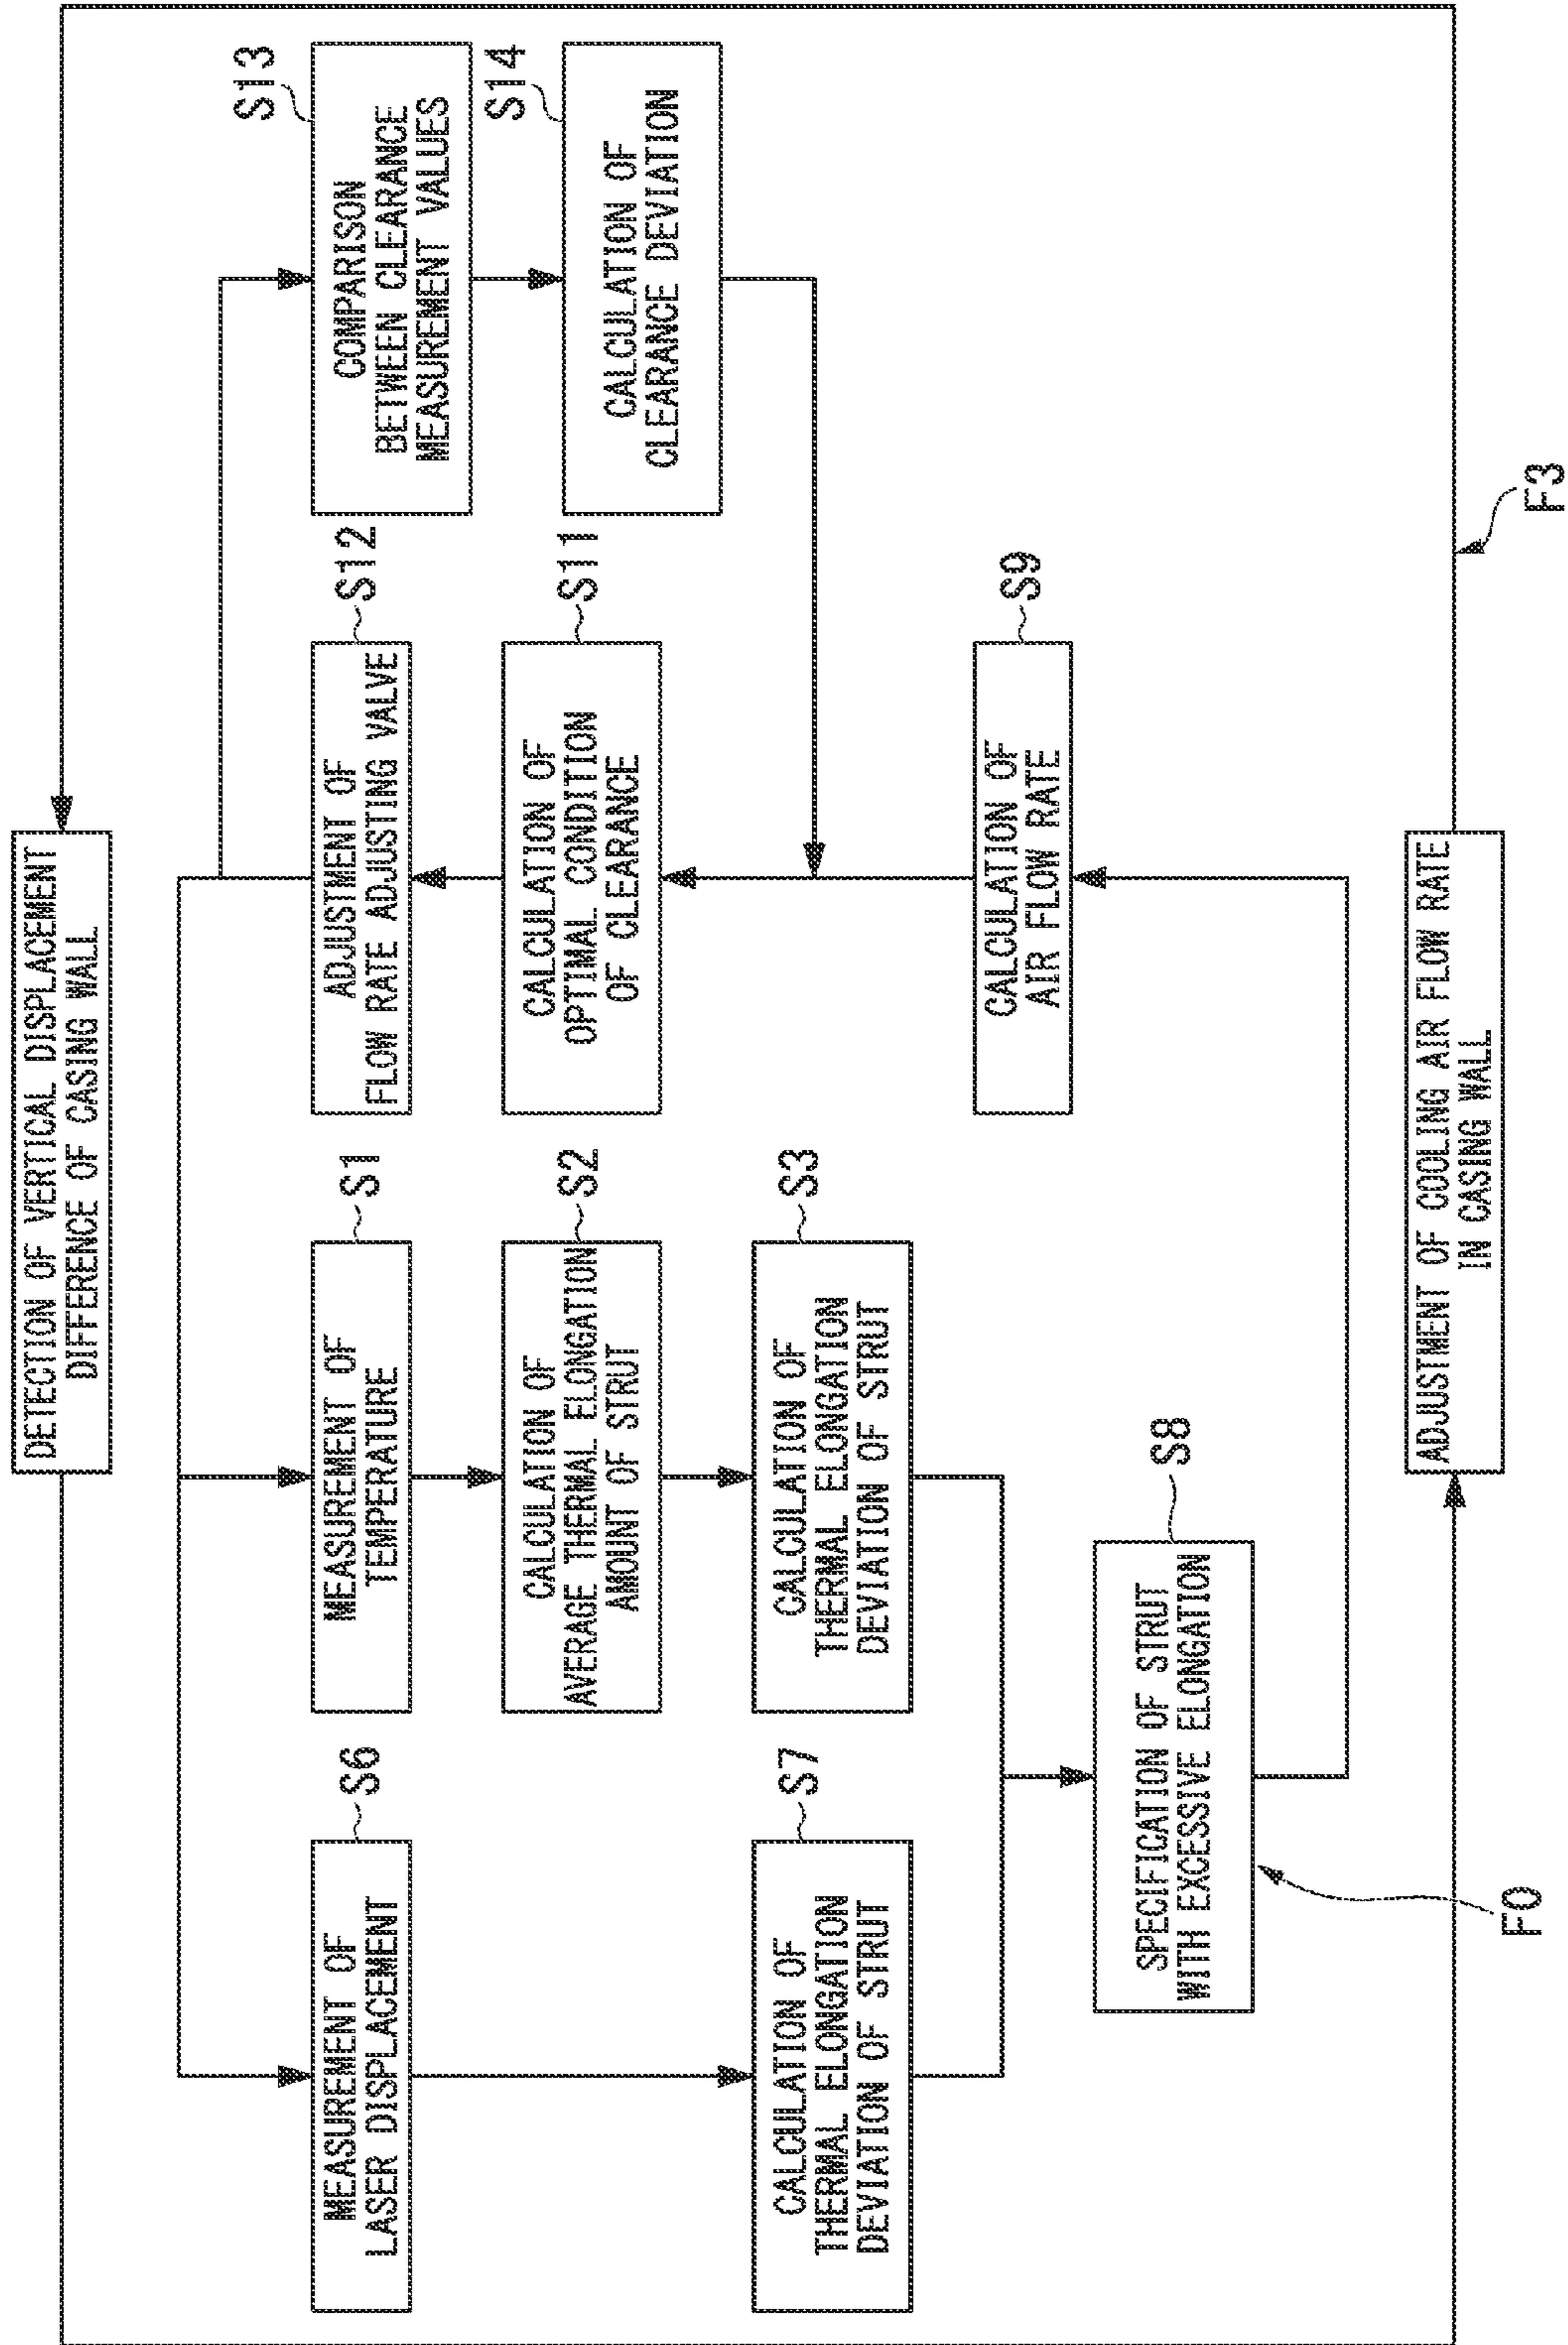 DETECTION OF VERTICAL DISPLACEMENT
DIFFERENCE OF CASING WALL
S6
MEASUREMENT OF
LASER DISPLACEMENT
S1
MEASUREMENT OF
TEMPERATURE
S12
ADJUSTMENT OF
FLOW RATE ADJUSTING VALVE
S13
COMPARISON
BETWEEN CLEARANCE
MEASUREMENT VALUES
S2
CALCULATION OF
AVERAGE THERMAL ELONGATION
AMOUNT OF STRUT
S11
CALCULATION OF
OPTIMAL CONDITION
OF CLEARANCE
S14
CALCULATION OF
CLEARANCE DEVIATION
S7
CALCULATION OF
THERMAL ELONGATION
DEVIATION OF STRUT
S3
CALCULATION OF
THERMAL ELONGATION
DEVIATION OF STRUT
S9
CALCULATION OF
AIR FLOW RATE
S8
SPECIFICATION OF STRUT
WITH EXCESSIVE ELONGATION
F0
ADJUSTMENT OF COOLING AIR FLOW RATE
IN CASING WALL
F3